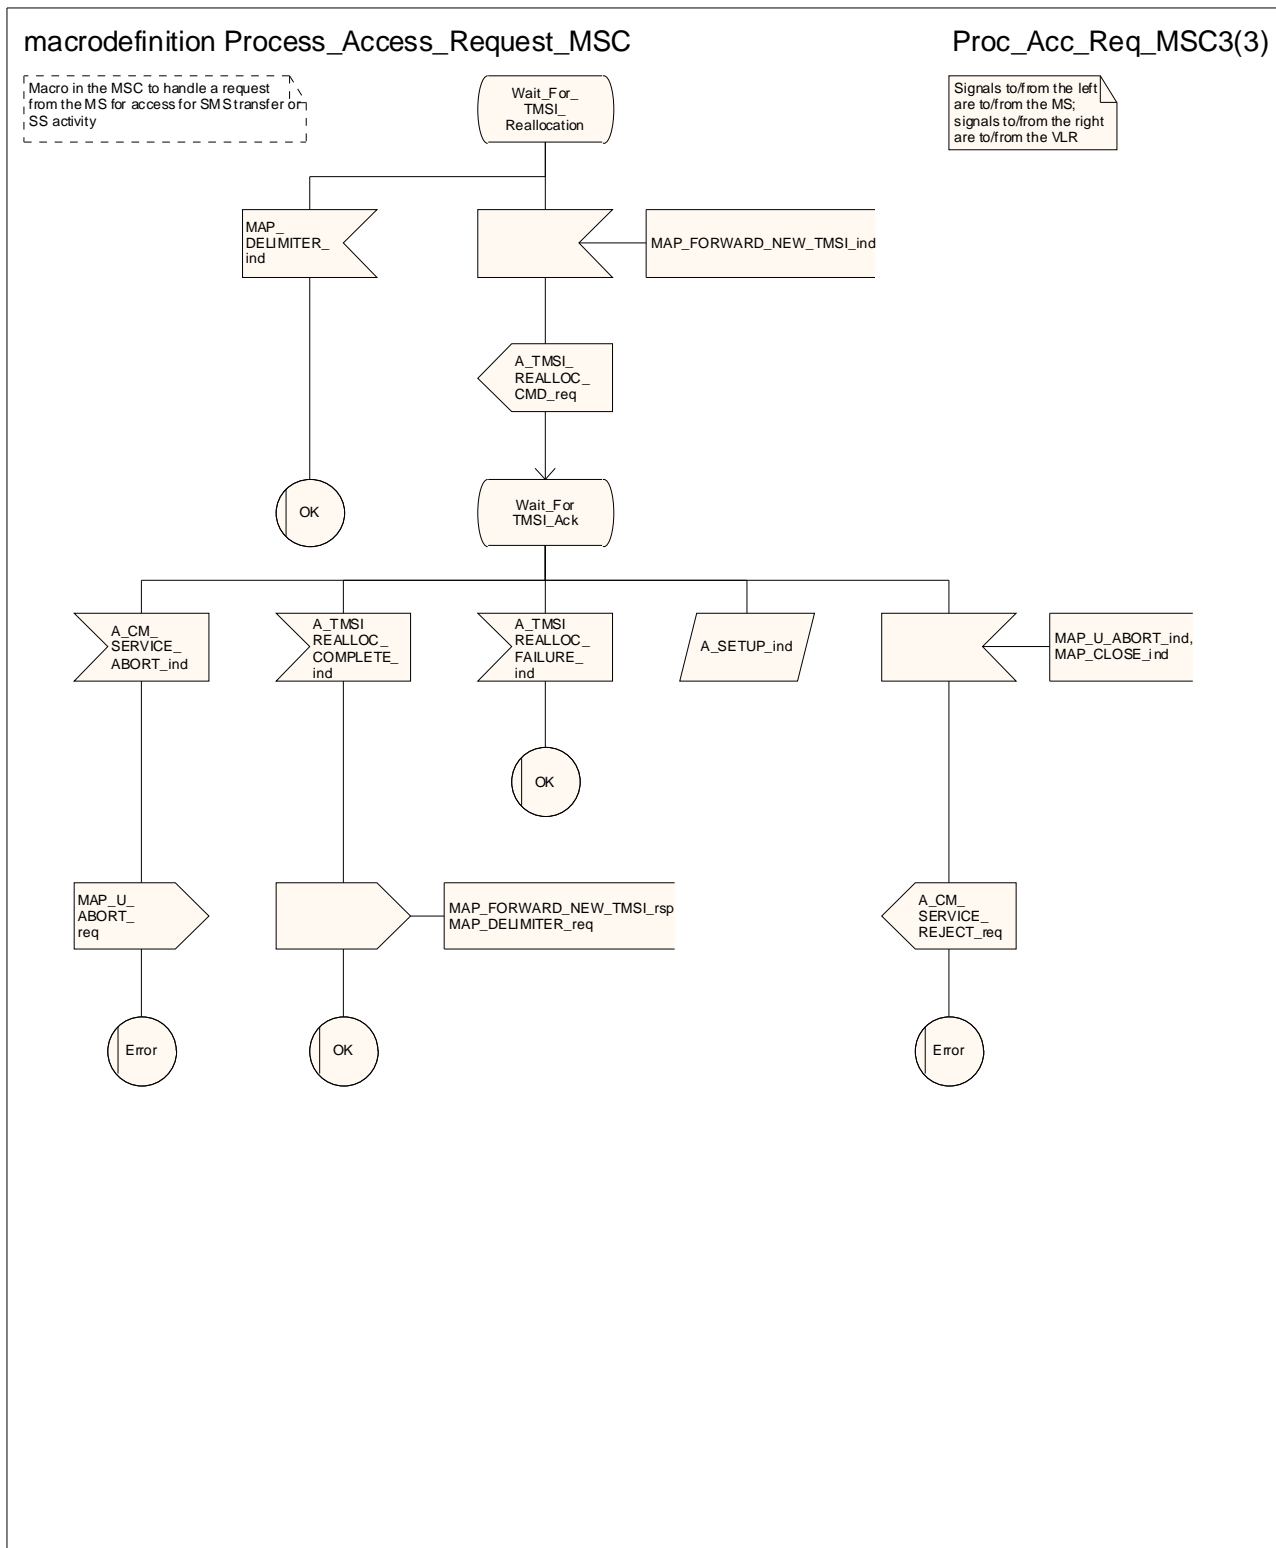 macrodefinition Process_Access_Request_MSC
Proc_Acc_Req_MSC3(3)
Macro in the MSC to handle a request
from the MS for access for SMS transfer or
SS activity
Wait_For_
TMSI_
Reallocation
Signals to/from the left
are to/from the MS;
signals to/from the right
are to/from the VLR
MAP_
DELIMITER_
ind
MAP_FORWARD_NEW_TMSI_ind
A_TMSI_
REALLOC_
CMD_req
OK
Wait_For
TMSI_Ack
A_CM_
SERVICE_
ABORT_ind
A_TMSI
REALLOC_
COMPLETE_
ind
A_TMSI
REALLOC_
FAILURE_
ind
A_SETUP_ind
MAP_U_ABORT_ind,
MAP_CLOSE_ind
OK
MAP_U_
ABORT_
req
MAP_FORWARD_NEW_TMSI_rsp
MAP_DELIMITER_req
A_CM_
SERVICE_
REJECT_req
Error
OK
Error